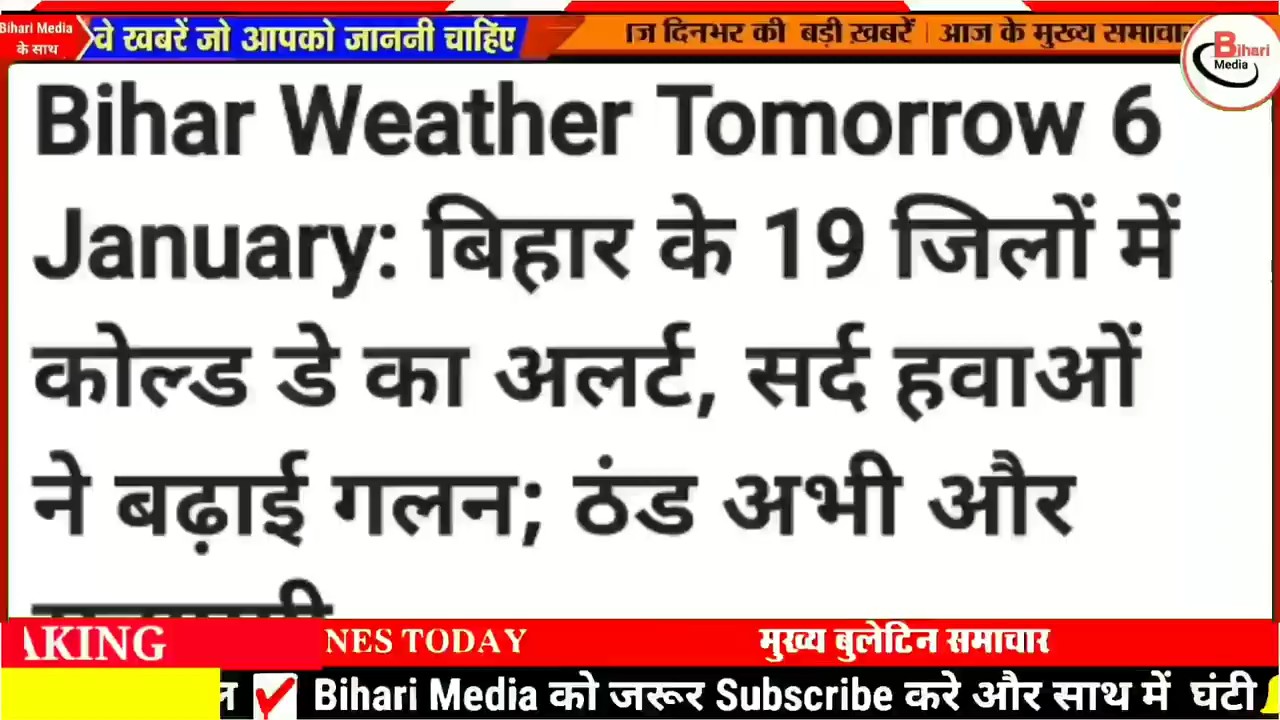 Bihari Media
के साथ
वे खबरें जो आपको जाननी चाहिए
ज दिनभर की बड़ी ख़बरें | आज के मुख्य समाचार
Bihari
Media
Bihar Weather Tomorrow 6
January: बिहार के 19 जिलों में
कोल्ड डे का अलर्ट, सर्द हवाओं
ने बढ़ाई गलन; ठंड अभी और
AKING
NES TODAY
मुख्य बुलेटिन समाचार
Bihari Media को जरूर Subscribe करे और साथ में घंटी